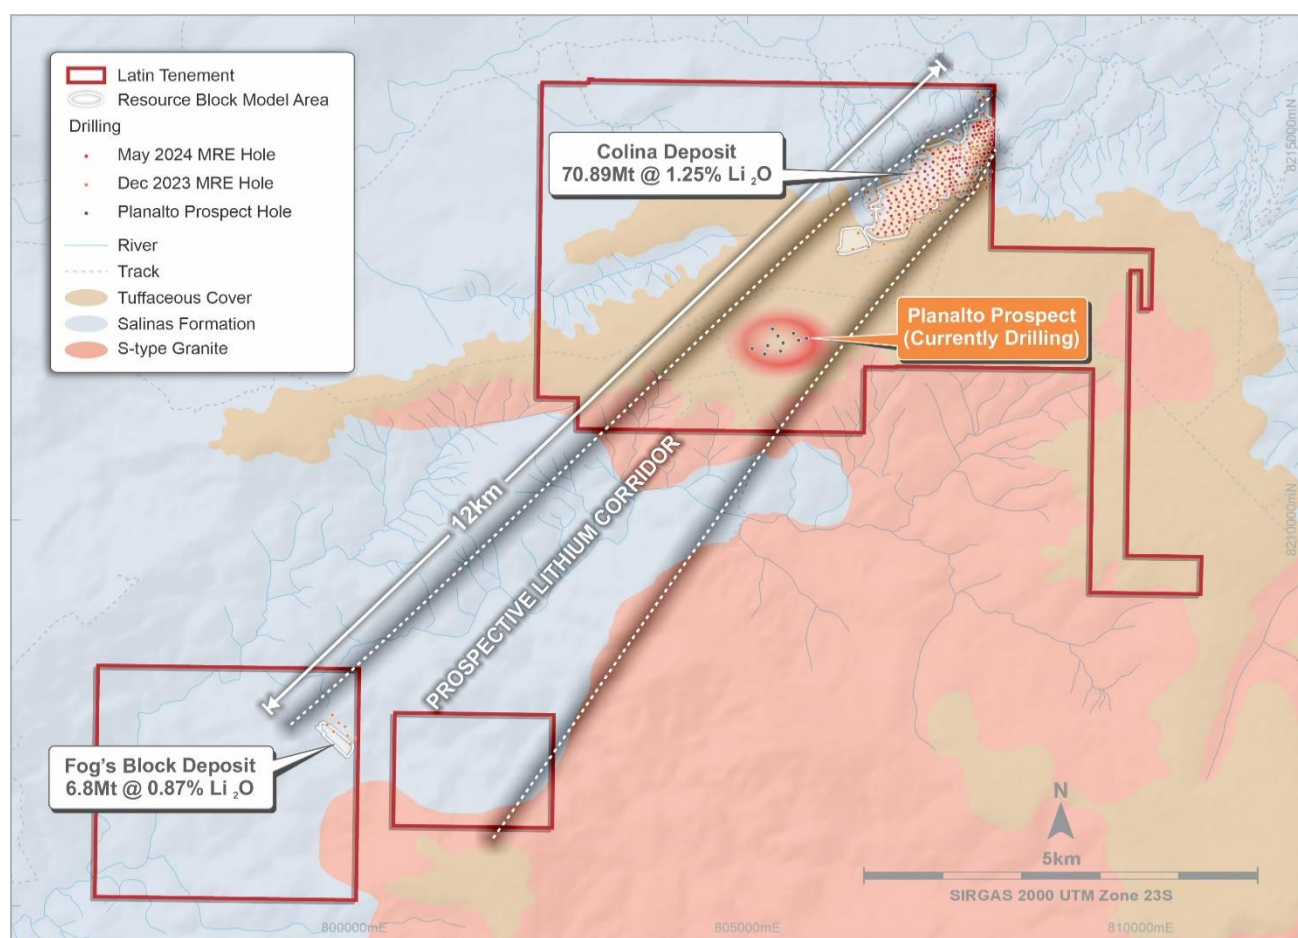 Latin Tenement
Resource Block Model Area
Drilling
May 2024 MRE Hole
Dec 2023 MRE Hole
Planalto Prospect Hole
River
Track
Tuffaceous Cover
Salinas Formation
S-type Granite
Colina Deposit
70.89Mt @ 1.25% Li₂O
8215000mN
Planalto Prospect
(Currently Drilling)
12km
PROSPECTIVE LITHIUM CORRIDOR
8210000mN
Fog's Block Deposit
6.8Mt @ 0.87% Li₂O
N
5km
SIRGAS 2000 UTM Zone 23S
800000mE
805000mE
810000mE